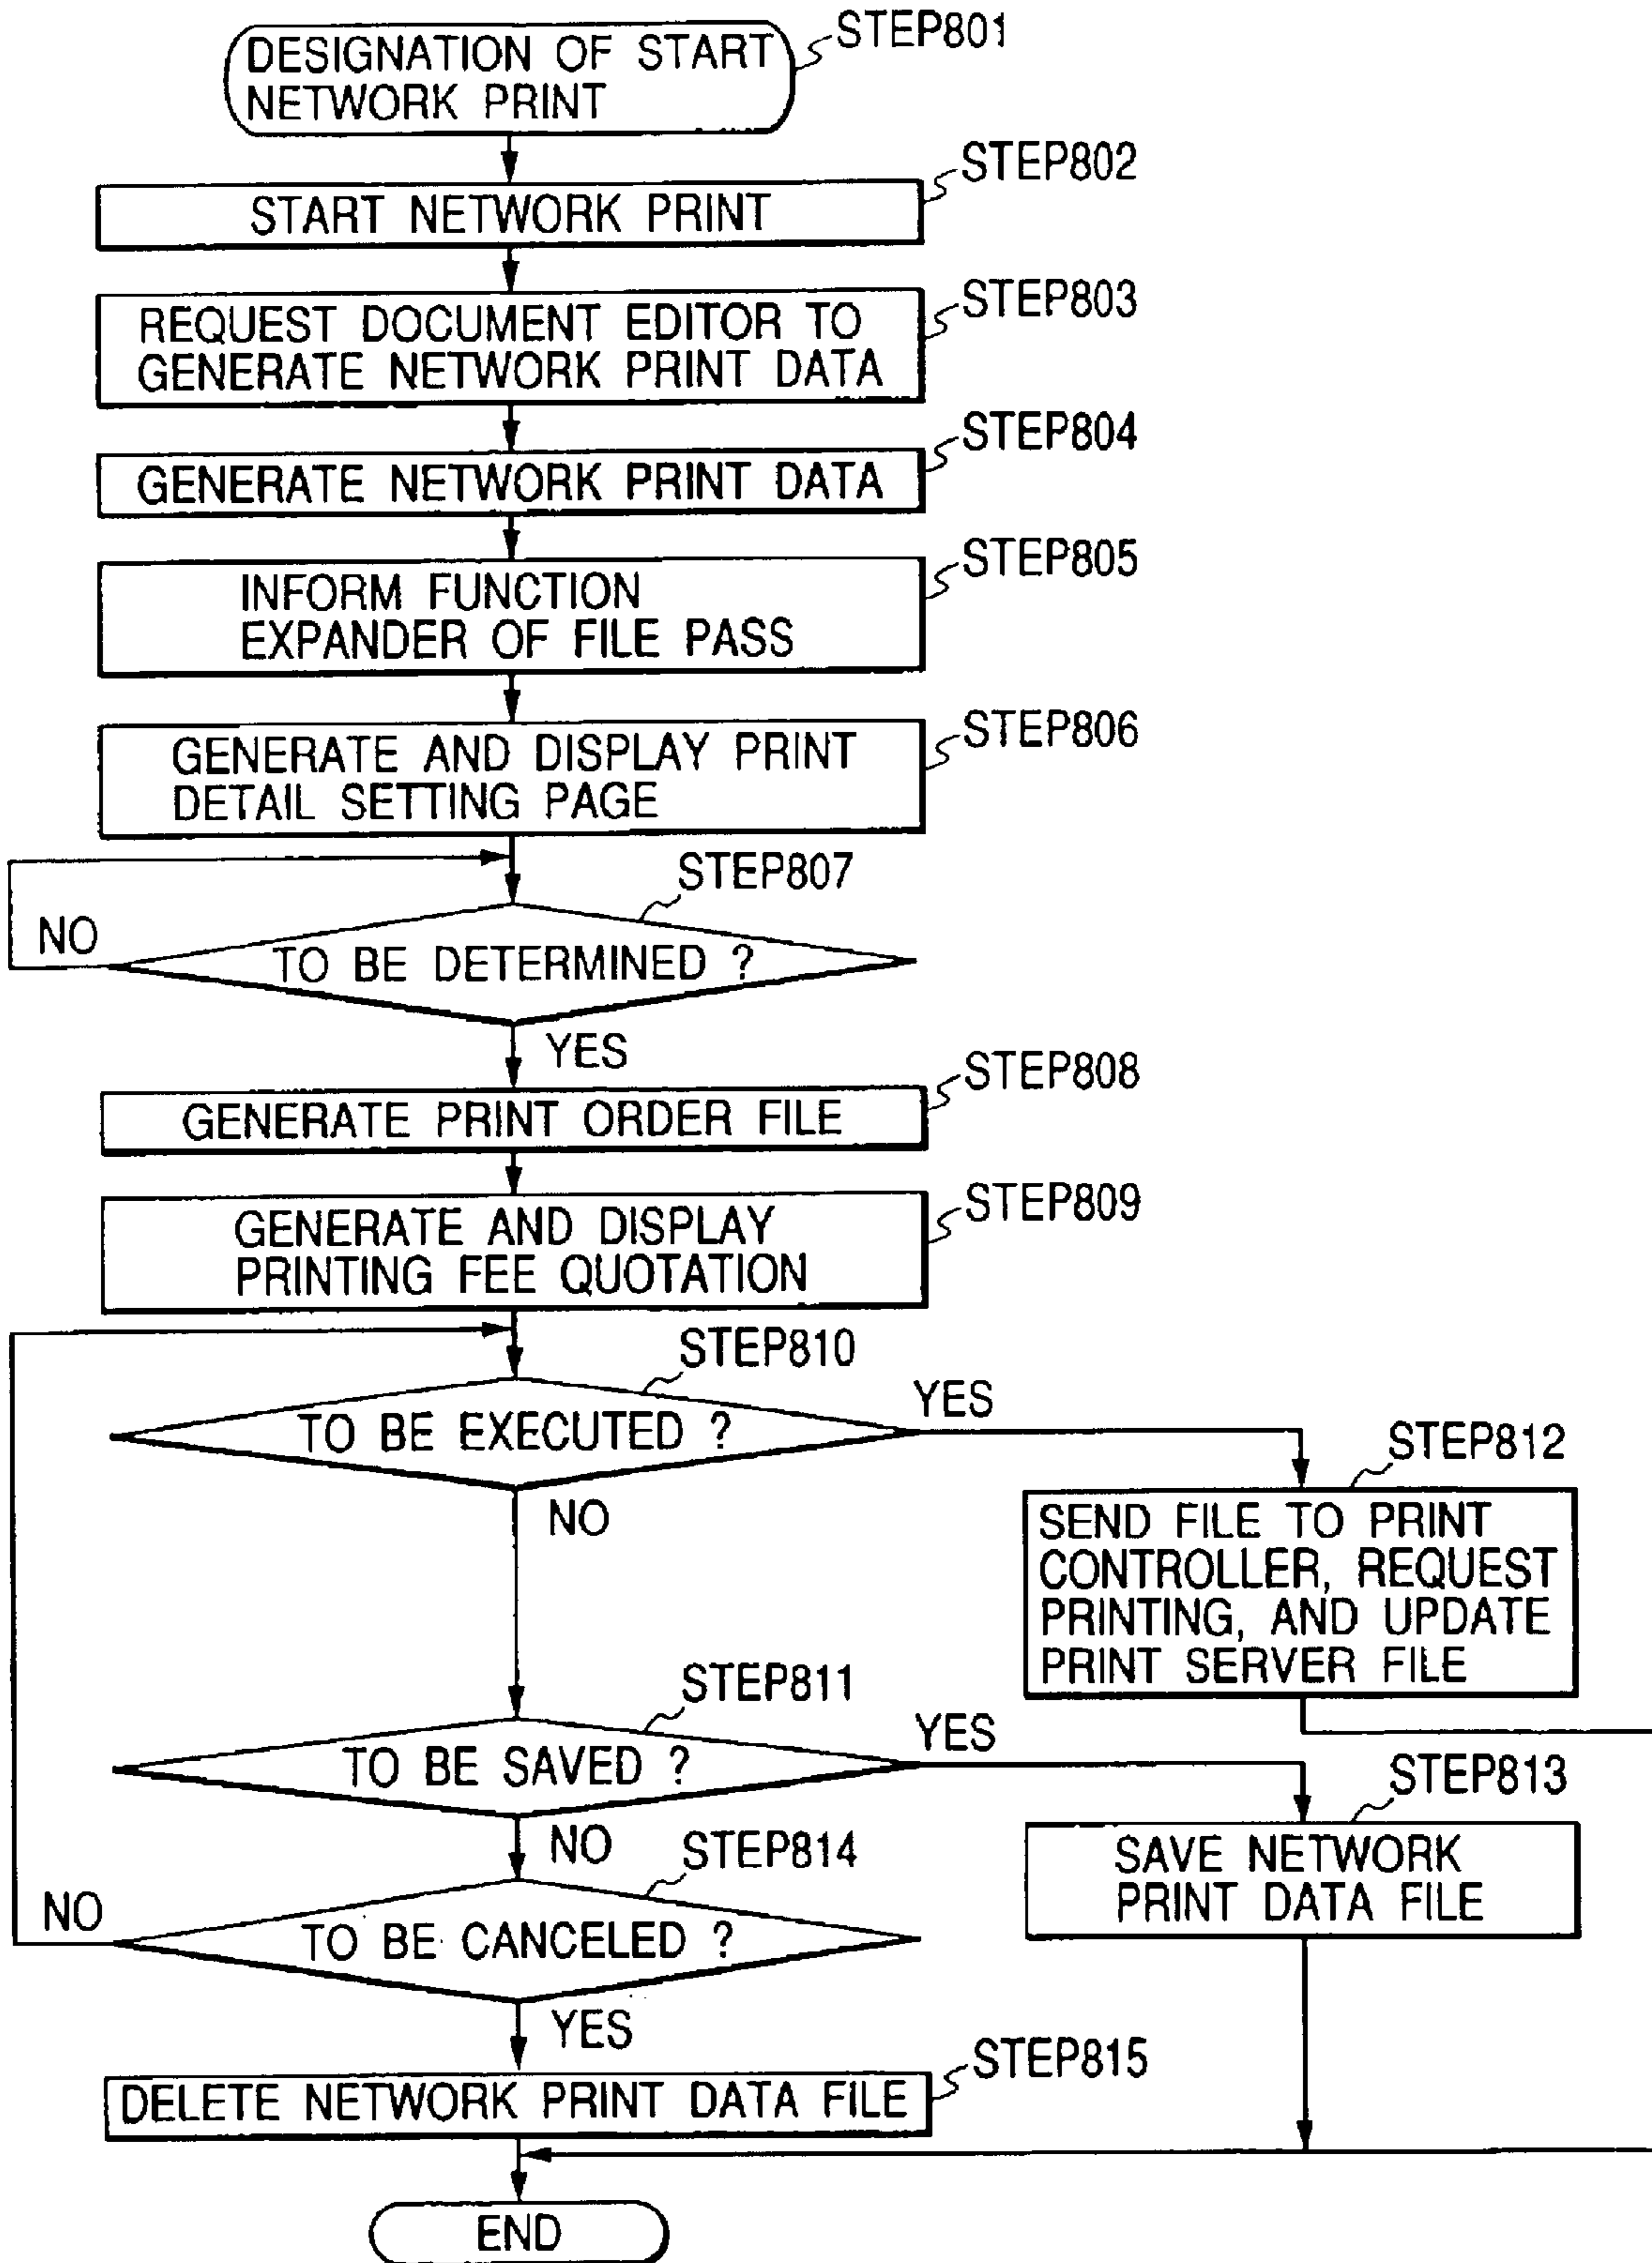 DESIGNATION OF START
NETWORK PRINT
STEP801
START NETWORK PRINT
STEP802
REQUEST DOCUMENT EDITOR TO
GENERATE NETWORK PRINT DATA
STEP803
GENERATE NETWORK PRINT DATA
STEP804
INFORM FUNCTION
EXPANDER OF FILE PASS
STEP805
GENERATE AND DISPLAY PRINT
DETAIL SETTING PAGE
STEP806
STEP807
TO BE DETERMINED ?
NO
YES
GENERATE PRINT ORDER FILE
STEP808
GENERATE AND DISPLAY
PRINTING FEE QUOTATION
STEP809
STEP810
TO BE EXECUTED ?
YES
NO
STEP812
SEND FILE TO PRINT
CONTROLLER, REQUEST
PRINTING, AND UPDATE
PRINT SERVER FILE
STEP811
TO BE SAVED ?
YES
NO
STEP813
SAVE NETWORK
PRINT DATA FILE
STEP814
TO BE CANCELED ?
NO
YES
DELETE NETWORK PRINT DATA FILE
STEP815
END